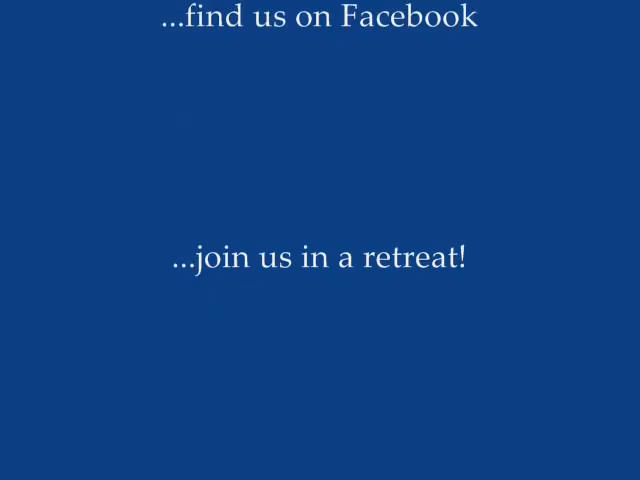 ...find us on Facebook
...join us in a retreat!